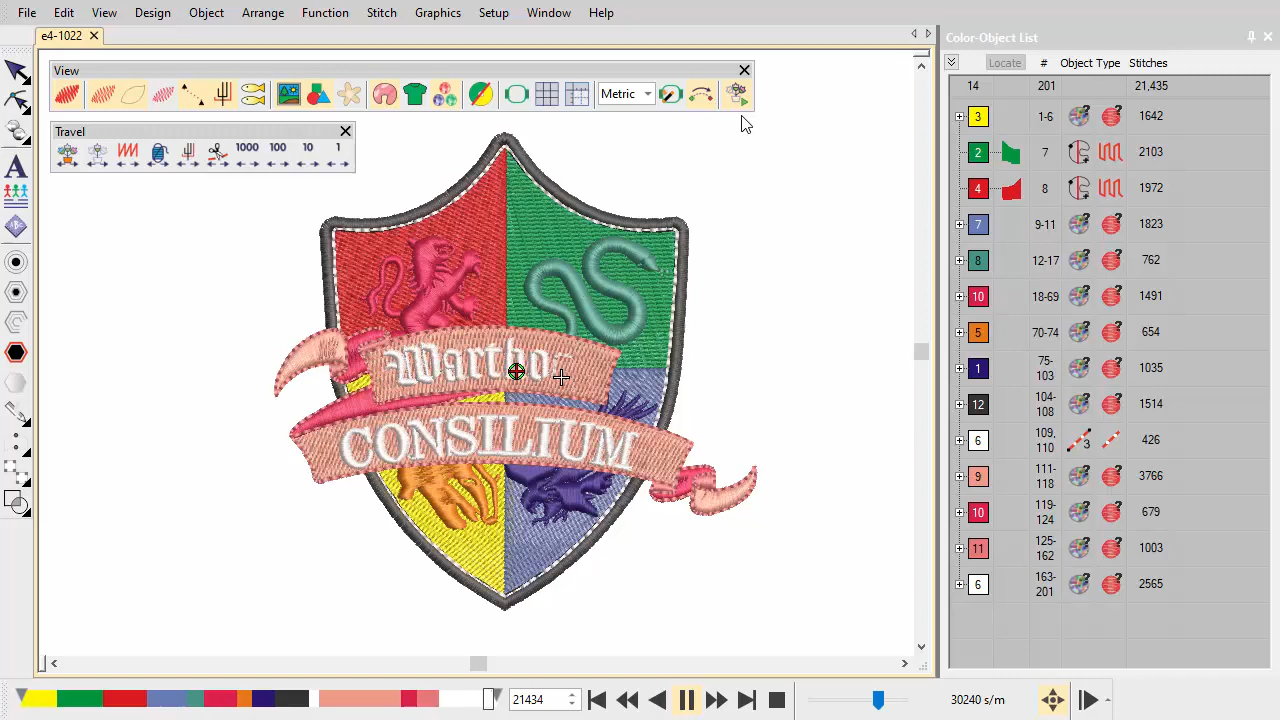 File Edit View Design Object Arrange Function Stitch Graphics Setup Window Help
e4-1022
Color-Object List
View
Locate # Object Type Stitches
Metric
14 201 21,435
Travel
1000 100 10 1
3 1-6 1642
2 7 2103
4 8 1972
7 9-11 1823
8 12-17 762
10 18-69 1491
5 70-74 654
1 75 103 1035
12 104-108 1514
6 109, 110 3 426
9 111-118 3766
10 119-124 679
11 125-162 1003
6 163-201 2565
Wartho
CONSILIUM
21434
30240 s/m